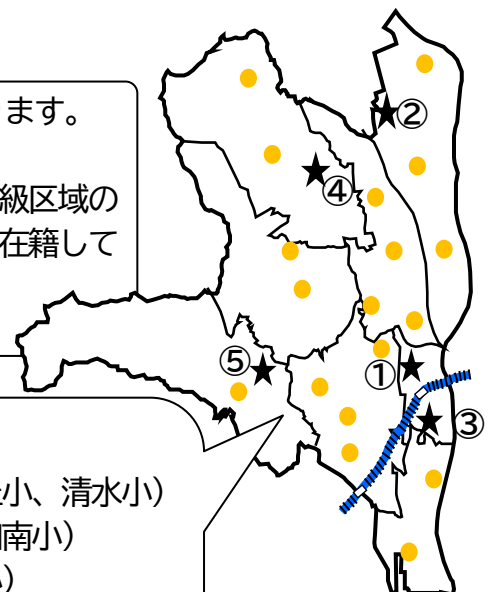 ます。
級区域の
在籍して
小、清水小）
南小）
②
④
①
⑤
③